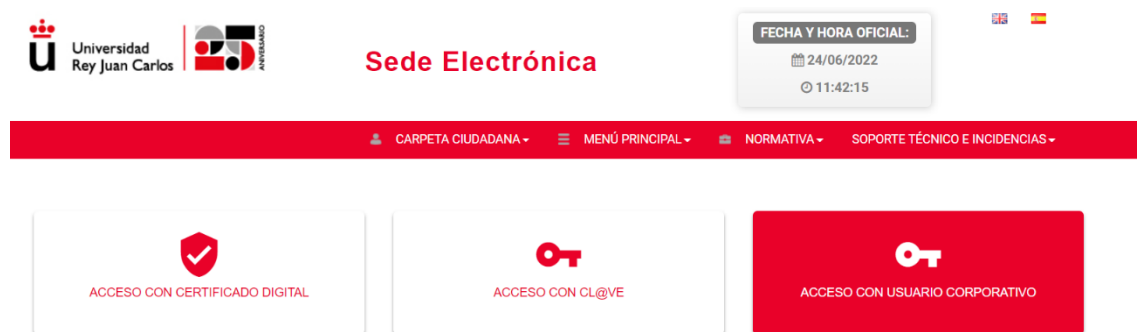 ü Universidad
Rey Juan Carlos
25
ANIVERSARIO
Sede Electrónica
FECHA Y HORA OFICIAL:
24/06/2022
11:42:15
CARPETA CIUDADANA
MENÚ PRINCIPAL
NORMATIVA
SOPORTE TÉCNICO E INCIDENCIAS
ACCESO CON CERTIFICADO DIGITAL
ACCESO CON CL@VE
ACCESO CON USUARIO CORPORATIVO